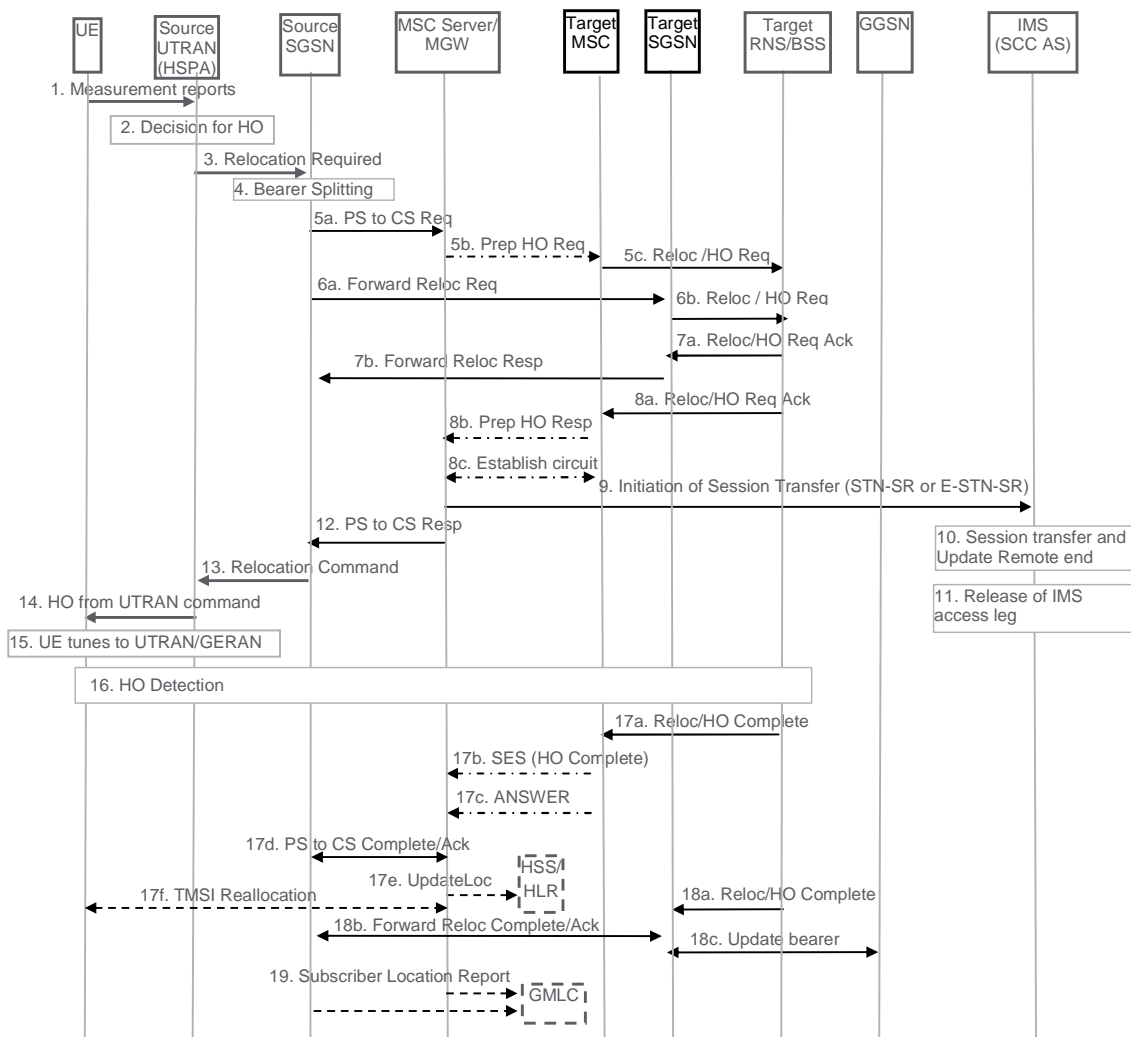 UE
Source
UTRAN
(HSPA)
Source
SGSN
MSC Server/
MGW
Target
MSC
Target
SGSN
Target
RNS/BSS
GGSN
IMS
(SCC AS)
1. Measurement reports
2. Decision for HO
3. Relocation Required
4. Bearer Splitting
5a. PS to CS Req
5b. Prep HO Req
5c. Reloc /HO Req
6a. Forward Reloc Req
6b. Reloc / HO Req
7a. Reloc/HO Req Ack
7b. Forward Reloc Resp
8a. Reloc/HO Req Ack
8b. Prep HO Resp
8c. Establish circuit
9. Initiation of Session Transfer (STN-SR or E-STN-SR)
12. PS to CS Resp
10. Session transfer and
Update Remote end
13. Relocation Command
11. Release of IMS
access leg
14. HO from UTRAN command
15. UE tunes to UTRAN/GERAN
16. HO Detection
17a. Reloc/HO Complete
17b. SES (HO Complete)
17c. ANSWER
17d. PS to CS Complete/Ack
HSS/
HLR
17e. UpdateLoc
17f. TMSI Reallocation
18a. Reloc/HO Complete
18b. Forward Reloc Complete/Ack
18c. Update bearer
19. Subscriber Location Report
GMLC